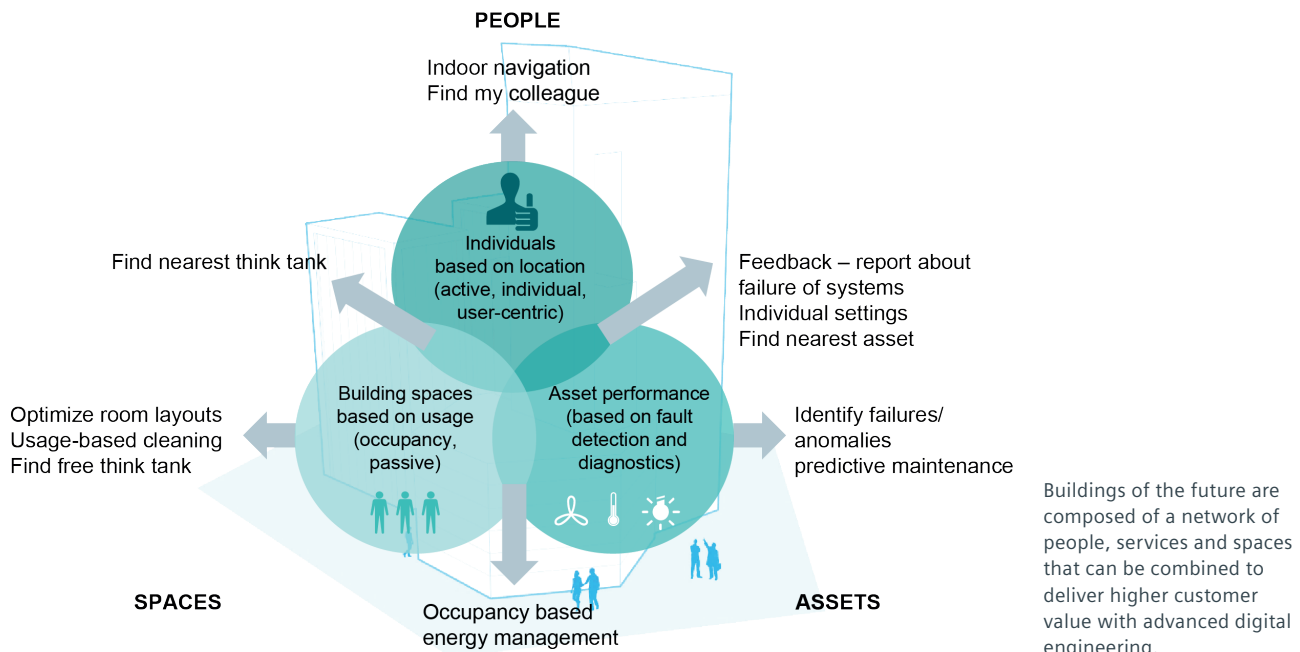 PEOPLE
Indoor navigation
Find my colleague
Individuals
based on location
(active, individual,
user-centric)
Find nearest think tank
Feedback – report about
failure of systems
Individual settings
Find nearest asset
Building spaces
based on usage
(occupancy,
passive)
Asset performance
(based on fault
detection and
diagnostics)
Optimize room layouts
Usage-based cleaning
Find free think tank
Identify failures/
anomalies
predictive maintenance
SPACES
Occupancy based
energy management
ASSETS
Buildings of the future are
composed of a network of
people, services and spaces
that can be combined to
deliver higher customer
value with advanced digital
engineering